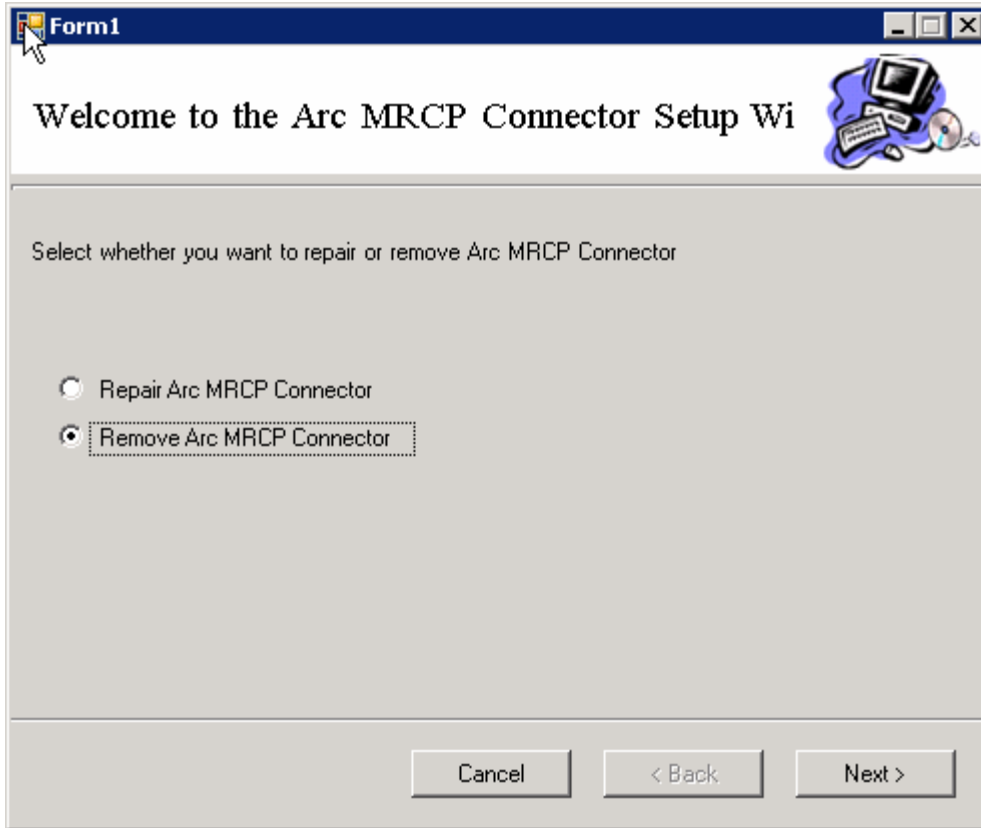 Form1
Welcome to the Arc MRCP Connector Setup Wi
Select whether you want to repair or remove Arc MRCP Connector
Repair Arc MRCP Connector
Remove Arc MRCP Connector
Cancel
< Back
Next >